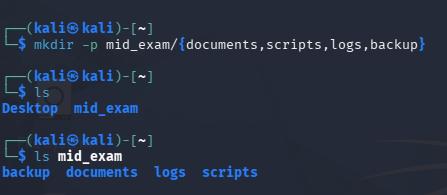 ┌──(kali㉿kali)-[~]
└─$ mkdir -p mid_exam/{documents,scripts,logs,backup}
┌──(kali㉿kali)-[~]
└─$ ls
Desktop  mid_exam
┌──(kali㉿kali)-[~]
└─$ ls mid_exam
backup  documents  logs  scripts